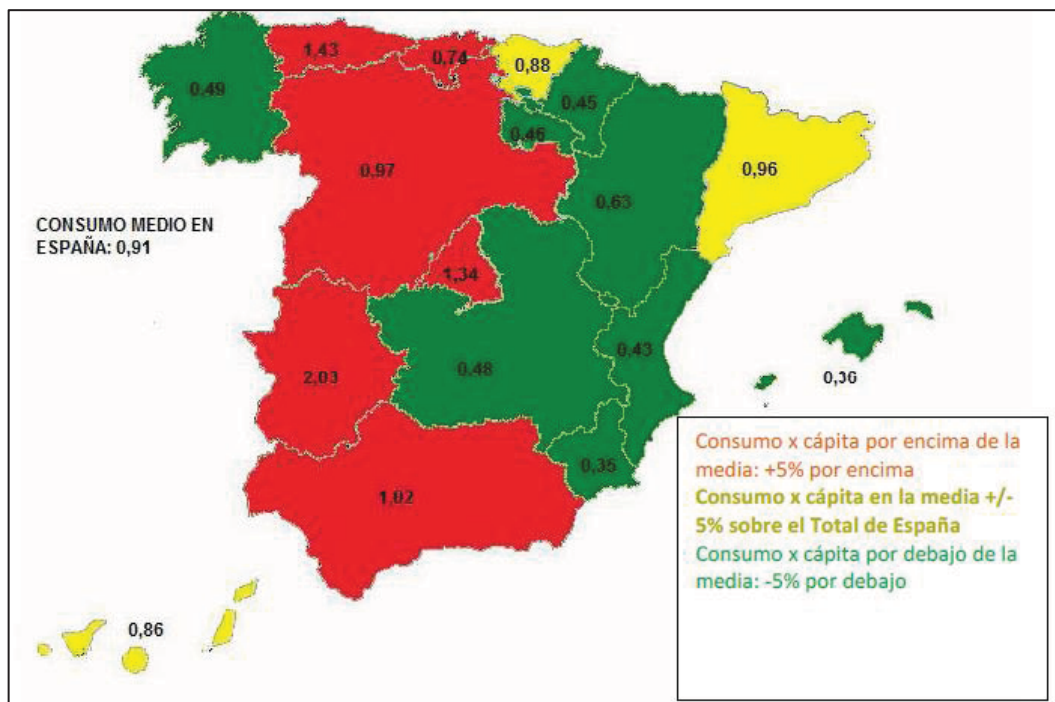 1,43
0,74
0,88
0,49
0,45
0,46
0,97
0,96
0,63
CONSUMO MEDIO EN
ESPAÑA: 0,91
1,34
0,43
2,03
0,48
0,36
0,35
1,02
0,86
Consumo x cápita por encima de la
media: +5% por encima
Consumo x cápita en la media +/-
5% sobre el Total de España
Consumo x cápita por debajo de la
media: -5% por debajo